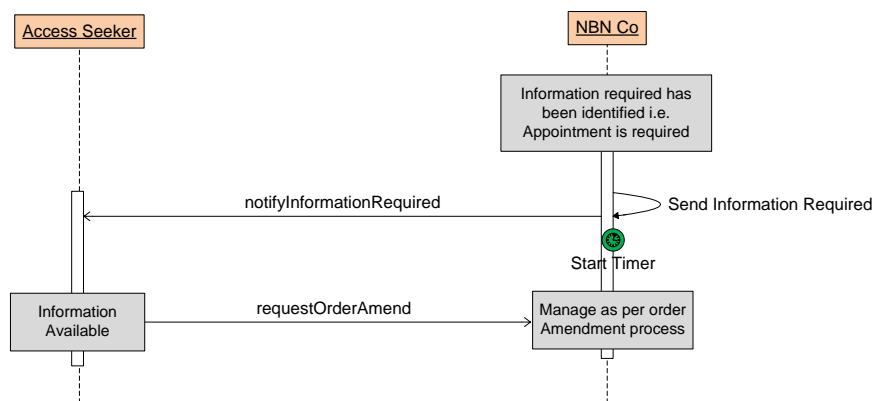 Access Seeker
NBN Co
Information required has
been identified i.e.
Appointment is required
notifyInformationRequired
Send Information Required
Start Timer
Information
Available
requestOrderAmend
Manage as per order
Amendment process